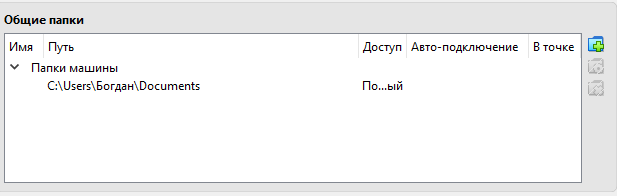 Общие папки
Имя Путь Доступ Авто-подключение В точке
Папки машины
C:\Users\Богдан\Documents По...ый